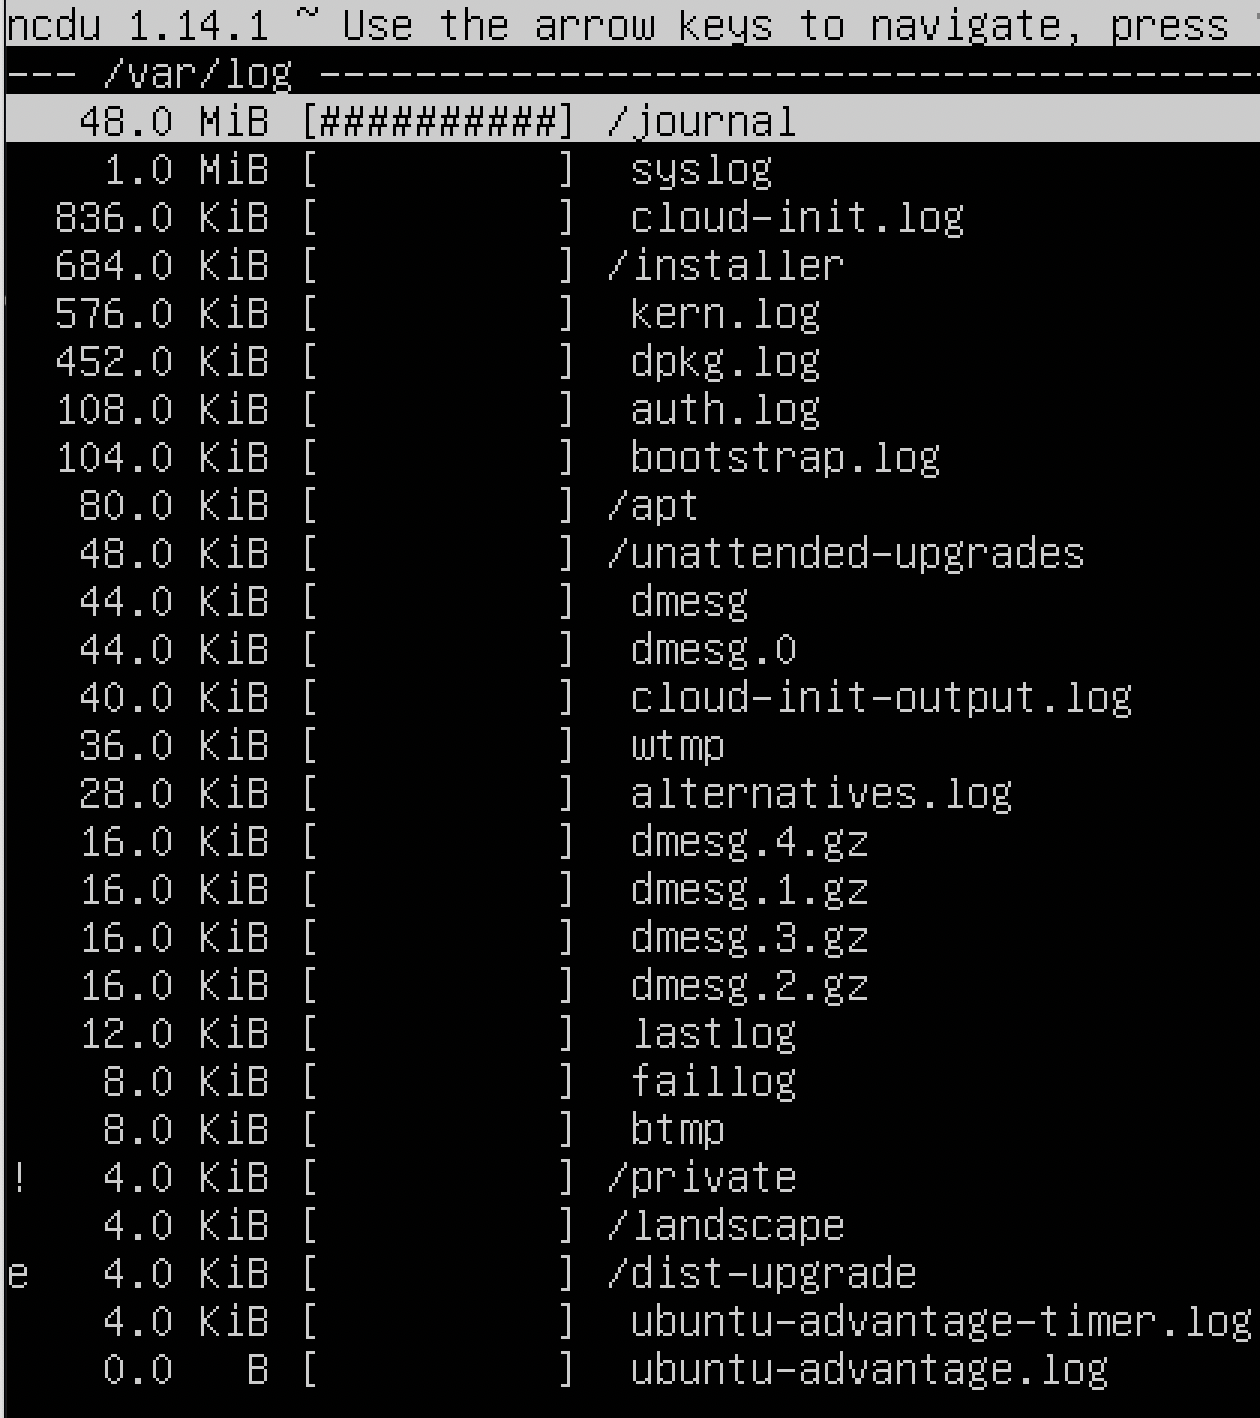 ncdu 1.14.1 ~ Use the arrow keys to navigate, press
--- /var/log ---------------------------------------
48.0 MiB [##########] /journal
1.0 MiB [          ]  syslog
836.0 KiB [          ]  cloud-init.log
684.0 KiB [          ] /installer
576.0 KiB [          ]  kern.log
452.0 KiB [          ]  dpkg.log
108.0 KiB [          ]  auth.log
104.0 KiB [          ]  bootstrap.log
80.0 KiB [          ] /apt
48.0 KiB [          ] /unattended-upgrades
44.0 KiB [          ]  dmesg
44.0 KiB [          ]  dmesg.0
40.0 KiB [          ]  cloud-init-output.log
36.0 KiB [          ]  wtmp
28.0 KiB [          ]  alternatives.log
16.0 KiB [          ]  dmesg.4.gz
16.0 KiB [          ]  dmesg.1.gz
16.0 KiB [          ]  dmesg.3.gz
16.0 KiB [          ]  dmesg.2.gz
12.0 KiB [          ]  lastlog
8.0 KiB [          ]  faillog
8.0 KiB [          ]  btmp
! 4.0 KiB [          ] /private
4.0 KiB [          ] /landscape
e 4.0 KiB [          ] /dist-upgrade
4.0 KiB [          ]  ubuntu-advantage-timer.log
0.0   B [          ]  ubuntu-advantage.log